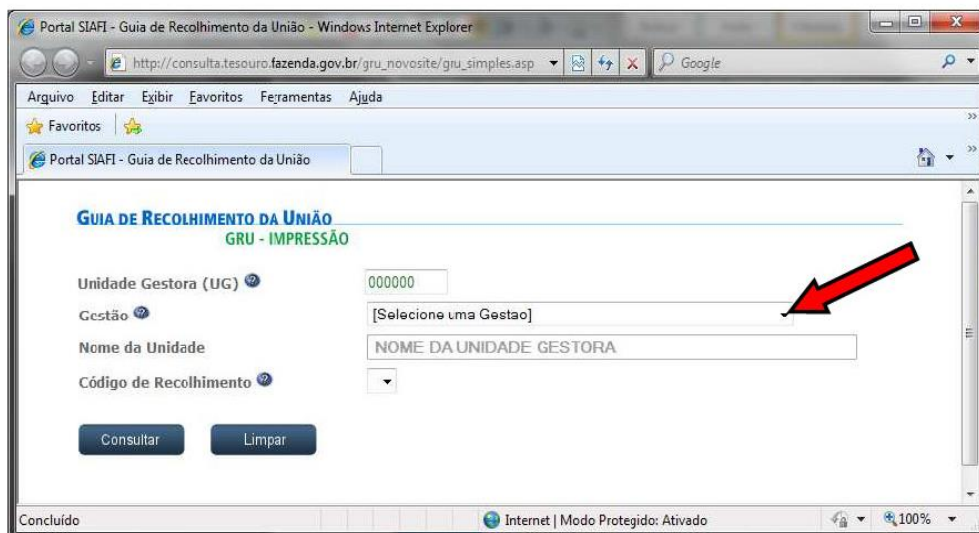 Portal SIAFI - Guia de Recolhimento da União - Windows Internet Explorer
http://consulta.tesouro.fazenda.gov.br/gru_novosite/gru_simples.asp Google
Arquivo Editar Exibir Favoritos Ferramentas Ajuda
Favoritos
Portal SIAFI - Guia de Recolhimento da União
GUIA DE RECOLHIMENTO DA UNIÃO
GRU - IMPRESSÃO
Unidade Gestora (UG) 000000
Gestão [Selecione uma Gestao]
Nome da Unidade NOME DA UNIDADE GESTORA
Código de Recolhimento
Consultar Limpar
Concluído Internet | Modo Protegido: Ativado 100%